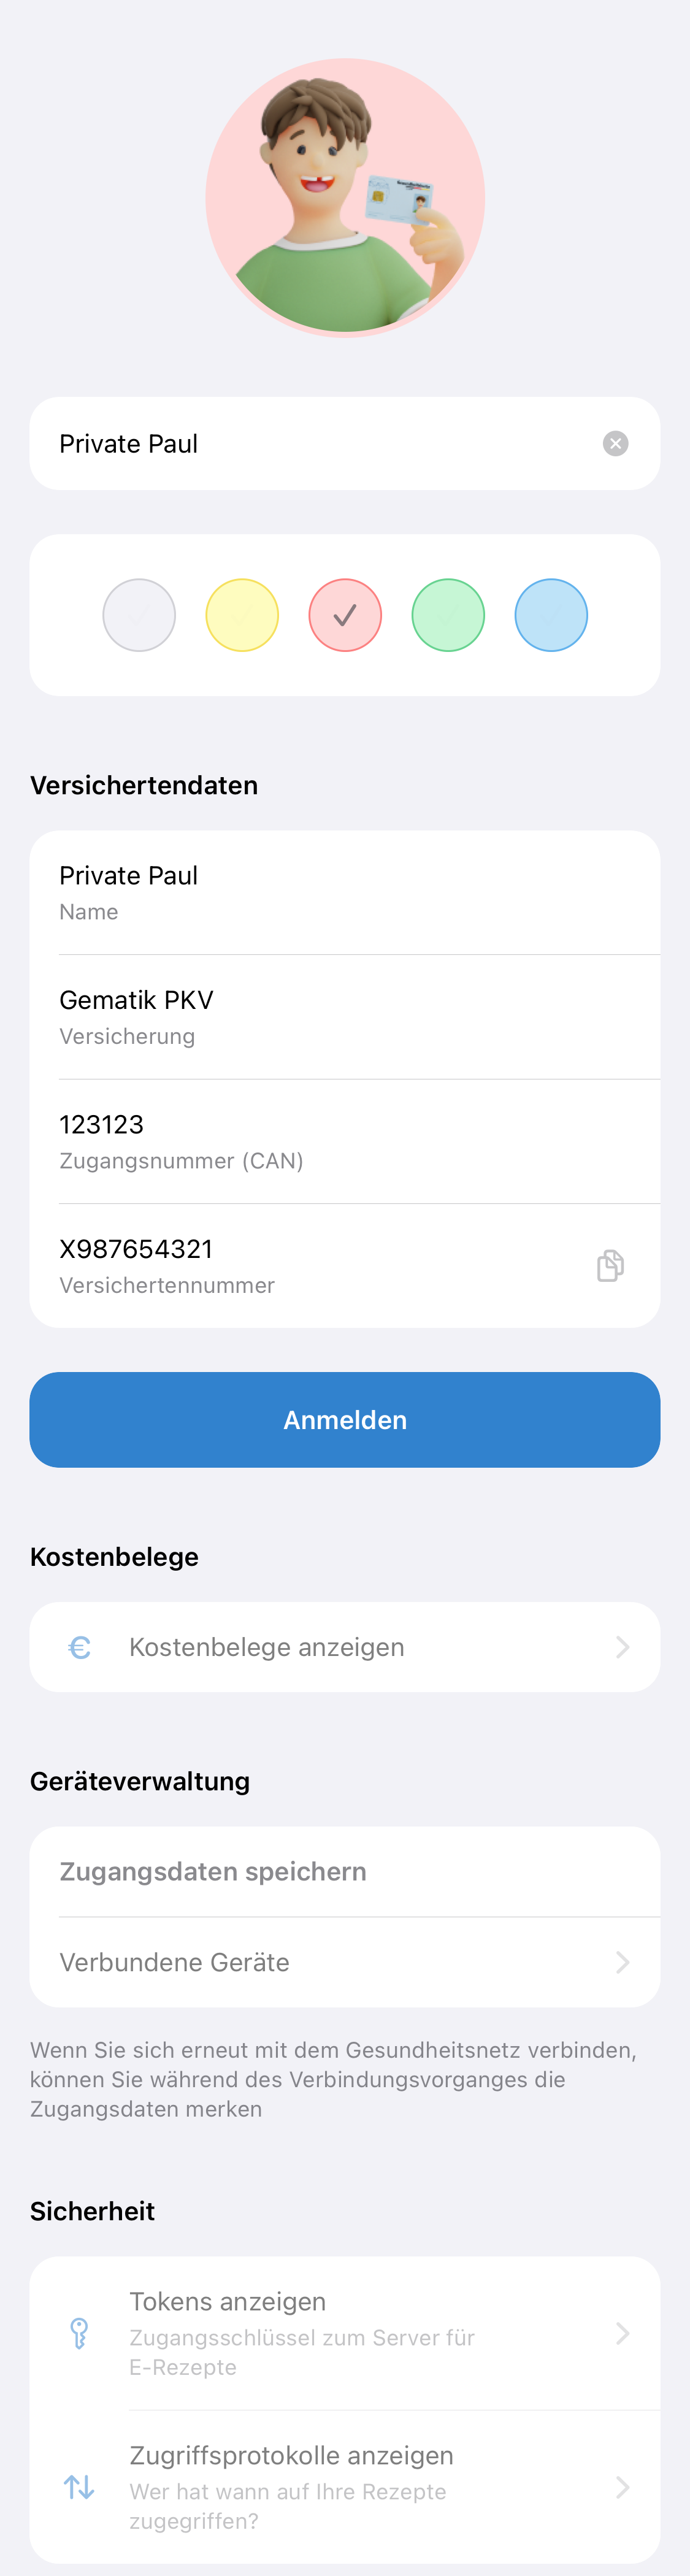 Private Paul
Versichertendaten
Private Paul
Name
Gematik PKV
Versicherung
123123
Zugangsnummer (CAN)
X987654321
Versichertennummer
Anmelden
Kostenbelege
€ Kostenbelege anzeigen
Geräteverwaltung
Zugangsdaten speichern
Verbundene Geräte
Wenn Sie sich erneut mit dem Gesundheitsnetz verbinden,
können Sie während des Verbindungsvorganges die
Zugangsdaten merken
Sicherheit
Tokens anzeigen
Zugangsschlüssel zum Server für
E-Rezepte
Zugriffsprotokolle anzeigen
Wer hat wann auf Ihre Rezepte
zugegriffen?